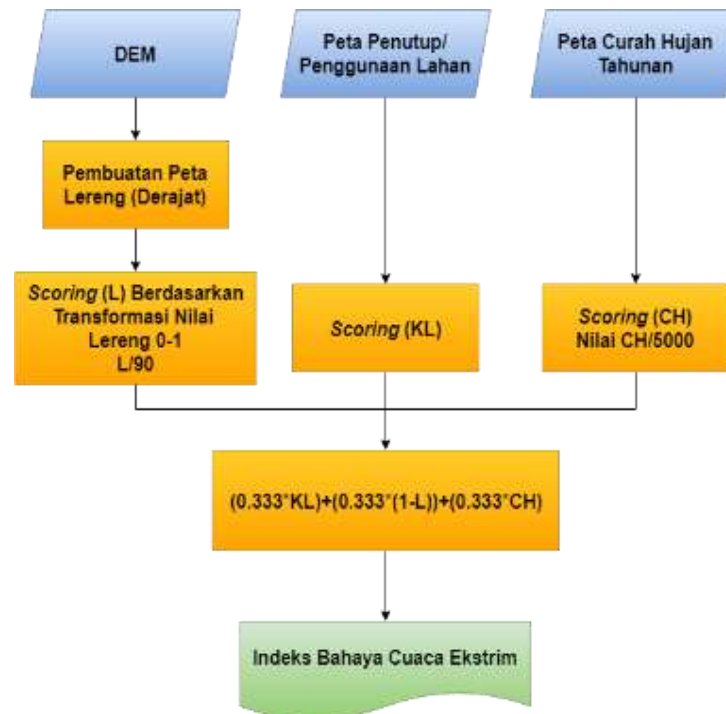 DEM
Peta Penutup/
Penggunaan Lahan
Peta Curah Hujan
Tahunan
Pembuatan Peta
Lereng (Derajat)
Scoring (L) Berdasarkan
Transformasi Nilai
Lereng 0-1
L/90
Scoring (KL)
Scoring (CH)
Nilai CH/5000
(0.333*KL)+(0.333*(1-L))+(0.333*CH)
Indeks Bahaya Cuaca Ekstrim